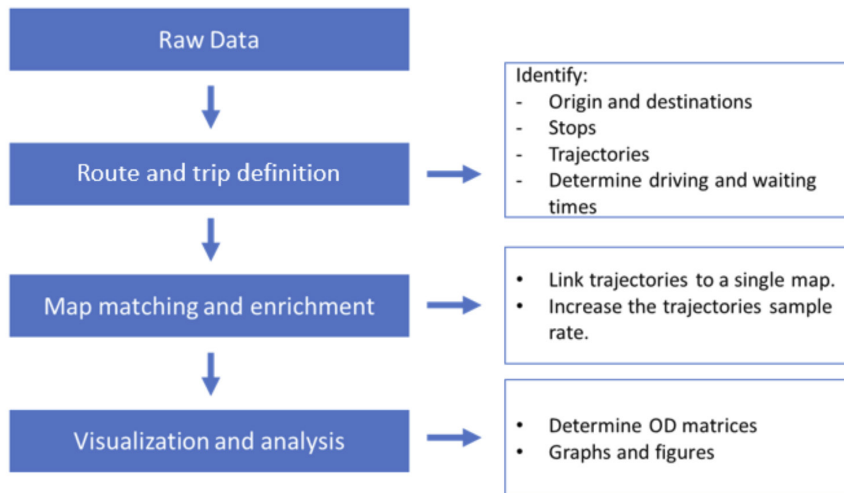 Raw Data
Identify:
- Origin and destinations
- Stops
- Trajectories
- Determine driving and waiting
times
Route and trip definition
Map matching and enrichment
• Link trajectories to a single map.
• Increase the trajectories sample
rate.
Visualization and analysis
• Determine OD matrices
• Graphs and figures